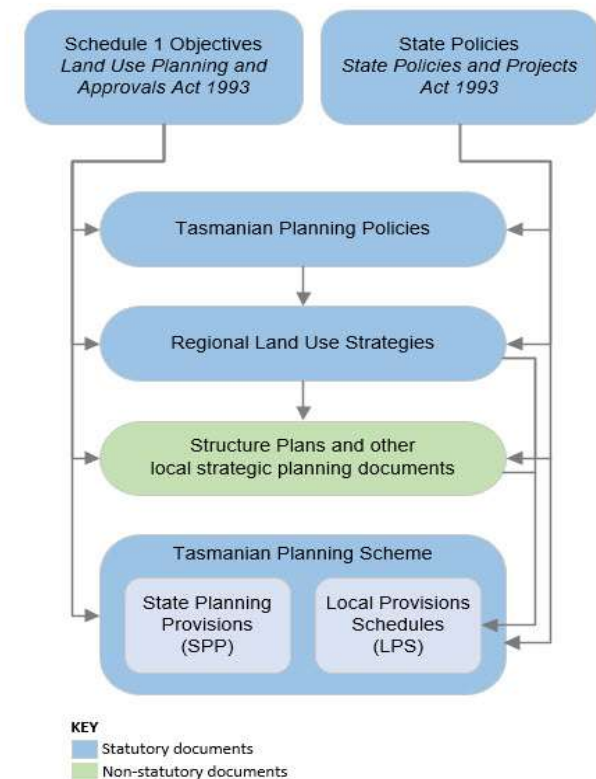 Schedule 1 Objectives
Land Use Planning and
Approvals Act 1993
State Policies
State Policies and Projects
Act 1993
Tasmanian Planning Policies
Regional Land Use Strategies
Structure Plans and other
local strategic planning documents
Tasmanian Planning Scheme
State Planning
Provisions
(SPP)
Local Provisions
Schedules
(LPS)
KEY
Statutory documents
Non-statutory documents